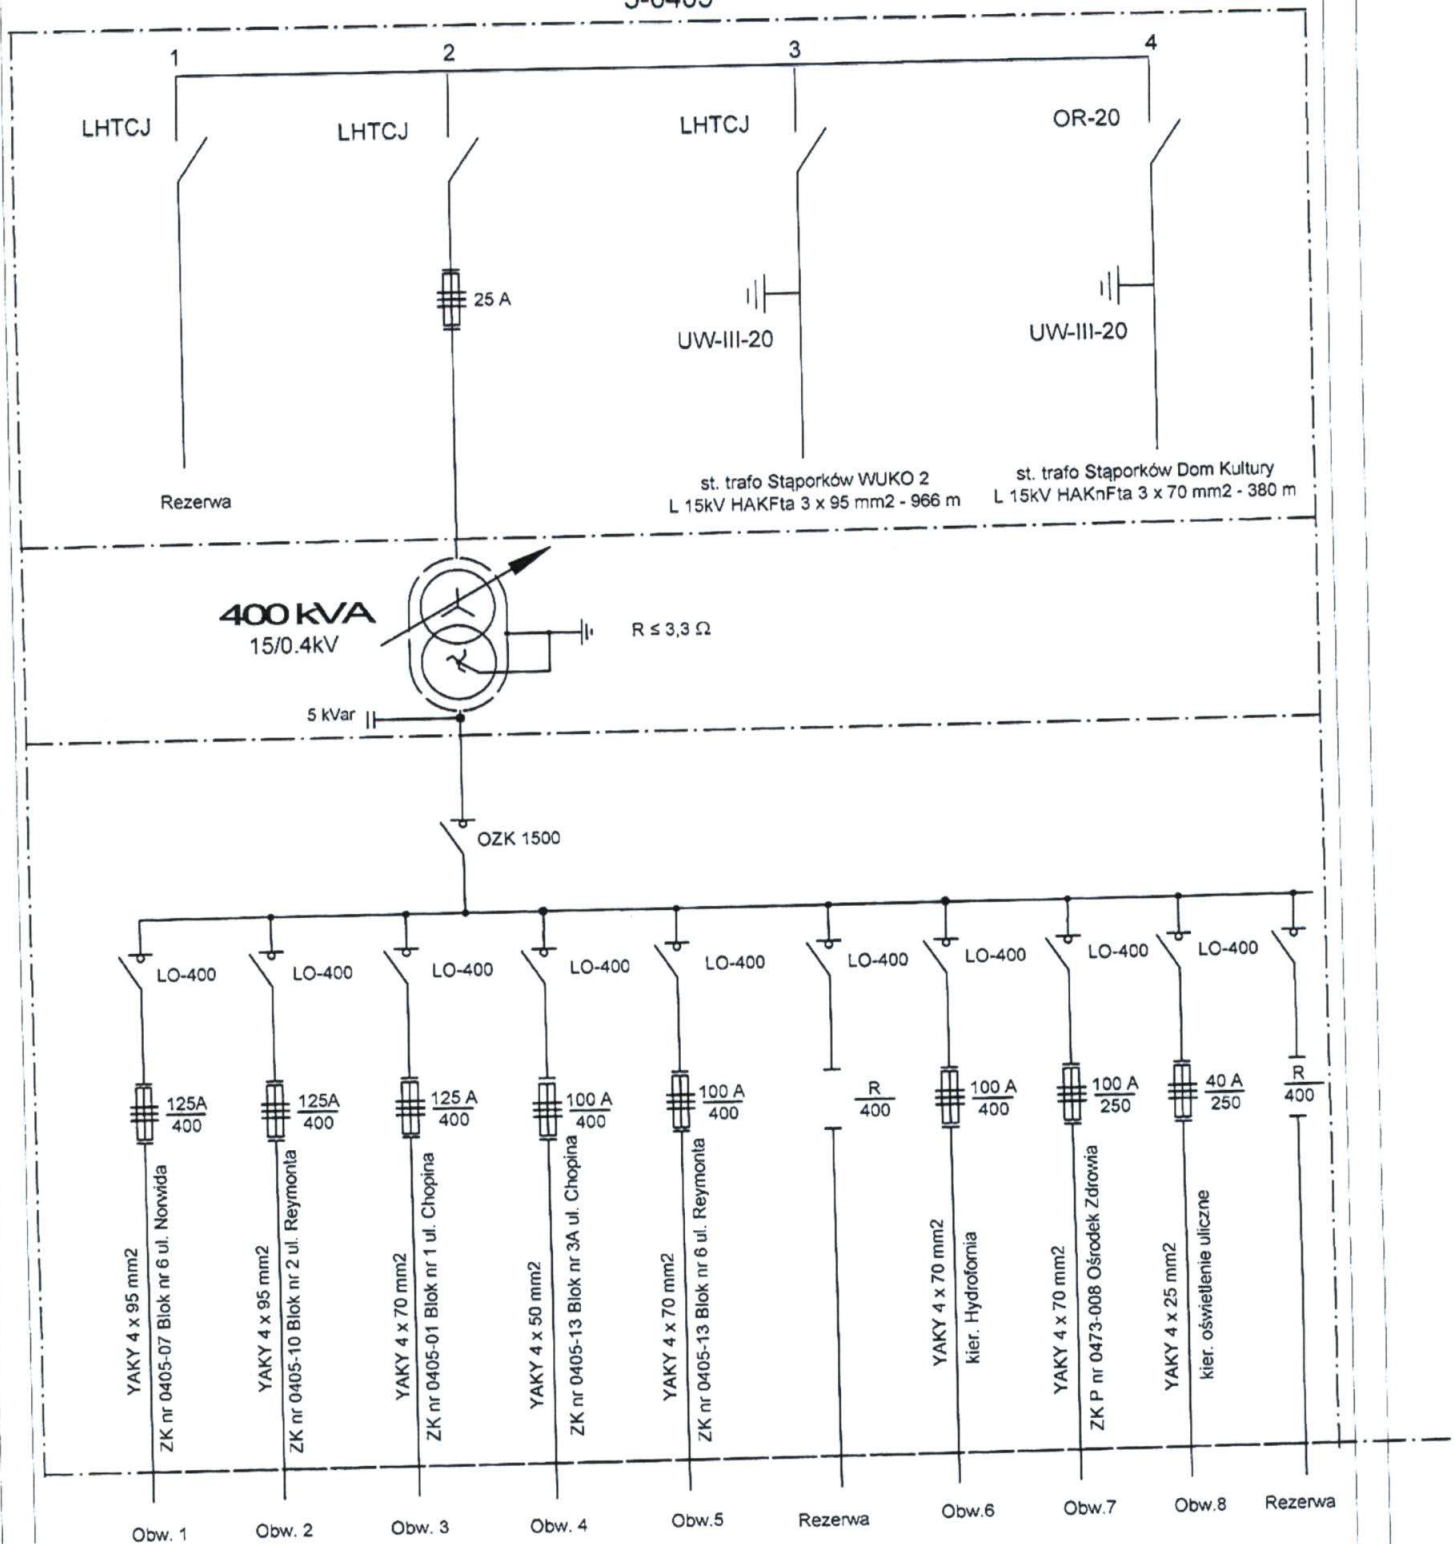 1
2
3
4
LHTCJ
LHTCJ
LHTCJ
OR-20
25 A
UW-III-20
UW-III-20
Rezerwa
st. trafo Stąporków WUKO 2
L 15kV HAKFta 3 x 95 mm2 - 966 m
st. trafo Stąporków Dom Kultury
L 15kV HAKnFta 3 x 70 mm2 - 380 m
400 kVA
15/0.4kV
R ≤ 3,3 Ω
5 kVar
OZK 1500
LO-400
LO-400
LO-400
LO-400
LO-400
LO-400
LO-400
LO-400
LO-400
125A
400
125A
400
125 A
400
100 A
400
100 A
400
R
400
100 A
400
100 A
250
40 A
250
R
400
YAKY 4 x 95 mm2
ZK nr 0405-07 Blok nr 6 ul. Norwida
YAKY 4 x 95 mm2
ZK nr 0405-10 Blok nr 2 ul. Reymonta
YAKY 4 x 70 mm2
ZK nr 0405-01 Blok nr 1 ul. Chopina
YAKY 4 x 50 mm2
ZK nr 0405-13 Blok nr 3A ul. Chopina
YAKY 4 x 70 mm2
ZK nr 0405-13 Blok nr 6 ul. Reymonta
YAKY 4 x 70 mm2
kier. Hydrofornia
YAKY 4 x 70 mm2
ZK P nr 0473-008 Ośrodek Zdrowia
YAKY 4 x 25 mm2
kier. oświetlenie uliczne
Obw. 1
Obw. 2
Obw. 3
Obw. 4
Obw.5
Rezerwa
Obw.6
Obw.7
Obw.8
Rezerwa